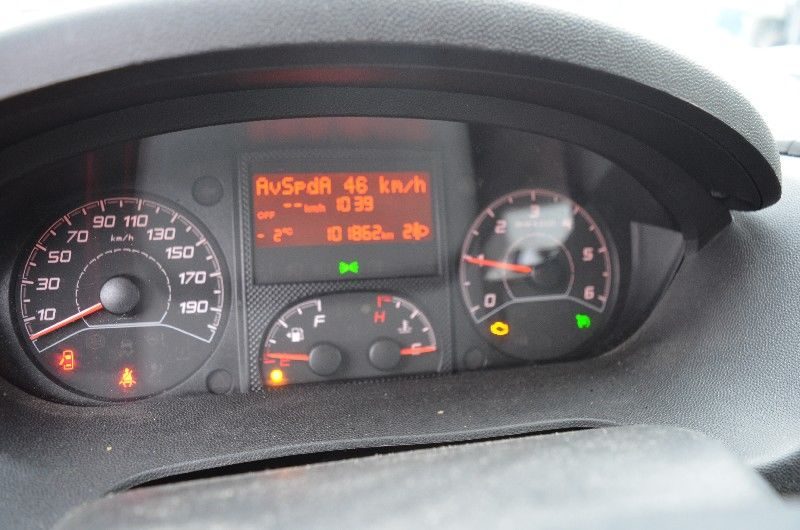 AvSpdA 46 km/h
OFF -- km/h 10:39
- 2°C 101862 km 2
10 30 50 70 90 110 130 150 170 190
km/h
F
E
H
0 1 2 3 4 5 6